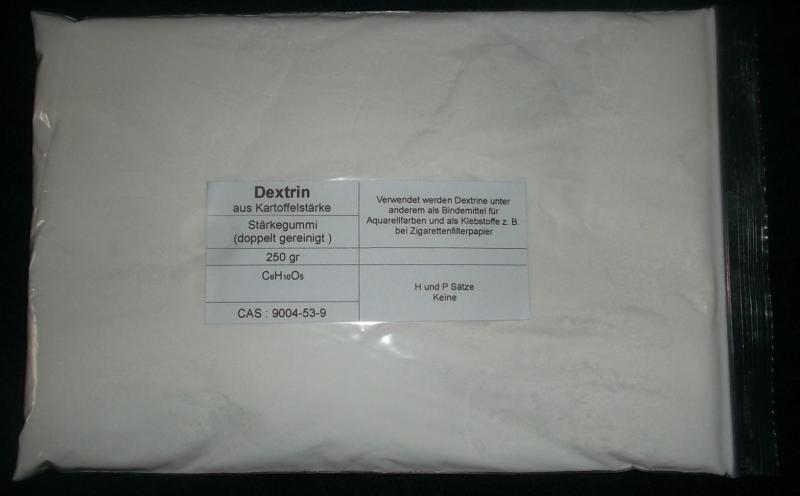 Dextrin
aus Kartoffelstärke
Stärkegummi
(doppelt gereinigt )
250 gr
C₆H₁₀O₅
CAS : 9004-53-9
Verwendet werden Dextrine unter
anderem als Bindemittel für
Aquarellfarben und als Klebstoffe z. B.
bei Zigarettenfilterpapier
H und P Sätze
Keine